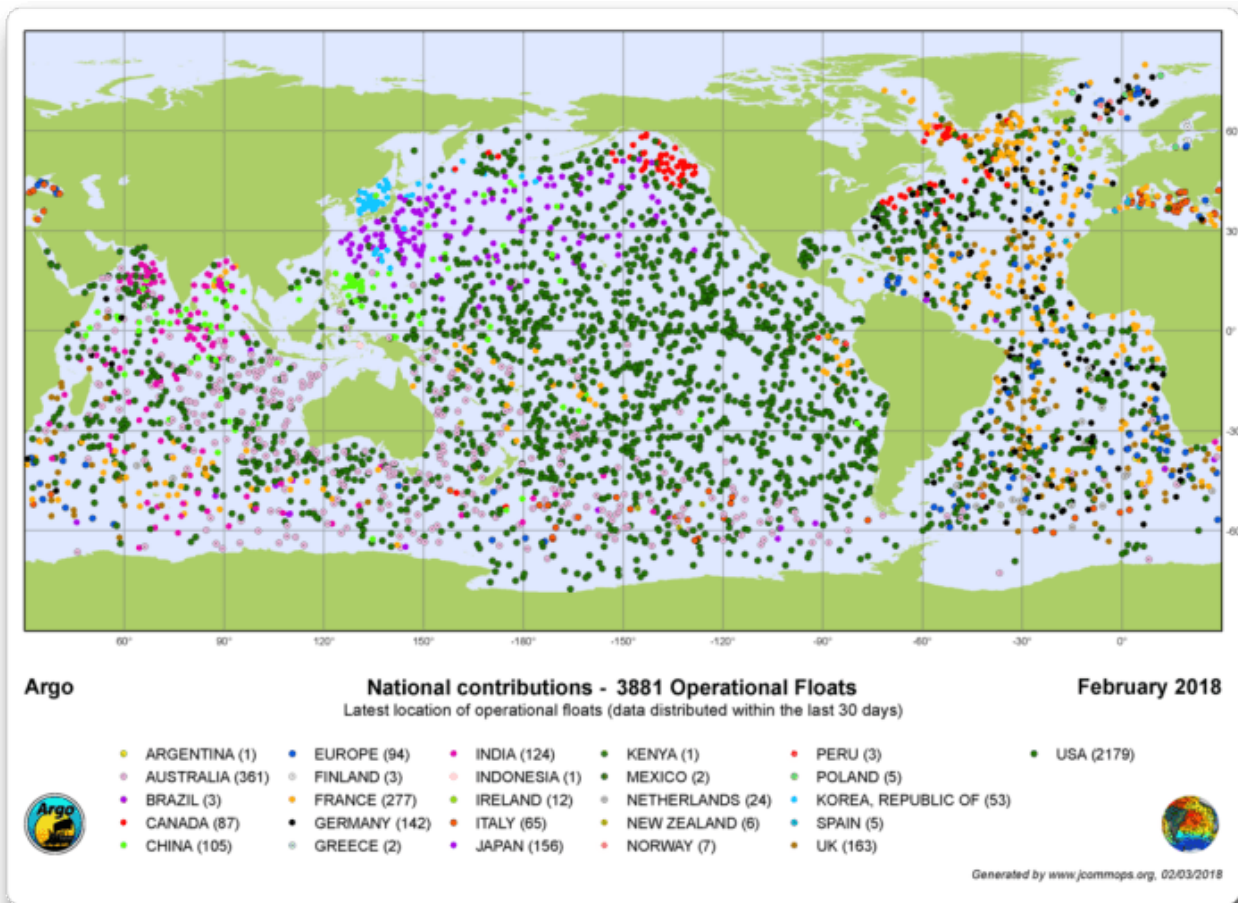 60°
30°
0°
-30°
-60°
60° 90° 120° 150° -180° -150° -120° -90° -60° -30° 0°
Argo National contributions - 3881 Operational Floats February 2018
Latest location of operational floats (data distributed within the last 30 days)
ARGENTINA (1) EUROPE (94) INDIA (124) KENYA (1) PERU (3) USA (2179)
AUSTRALIA (361) FINLAND (3) INDONESIA (1) MEXICO (2) POLAND (5)
BRAZIL (3) FRANCE (277) IRELAND (12) NETHERLANDS (24) KOREA, REPUBLIC OF (53)
CANADA (87) GERMANY (142) ITALY (65) NEW ZEALAND (6) SPAIN (5)
CHINA (105) GREECE (2) JAPAN (156) NORWAY (7) UK (163)
Argo
Generated by www.jcommops.org, 02/03/2018